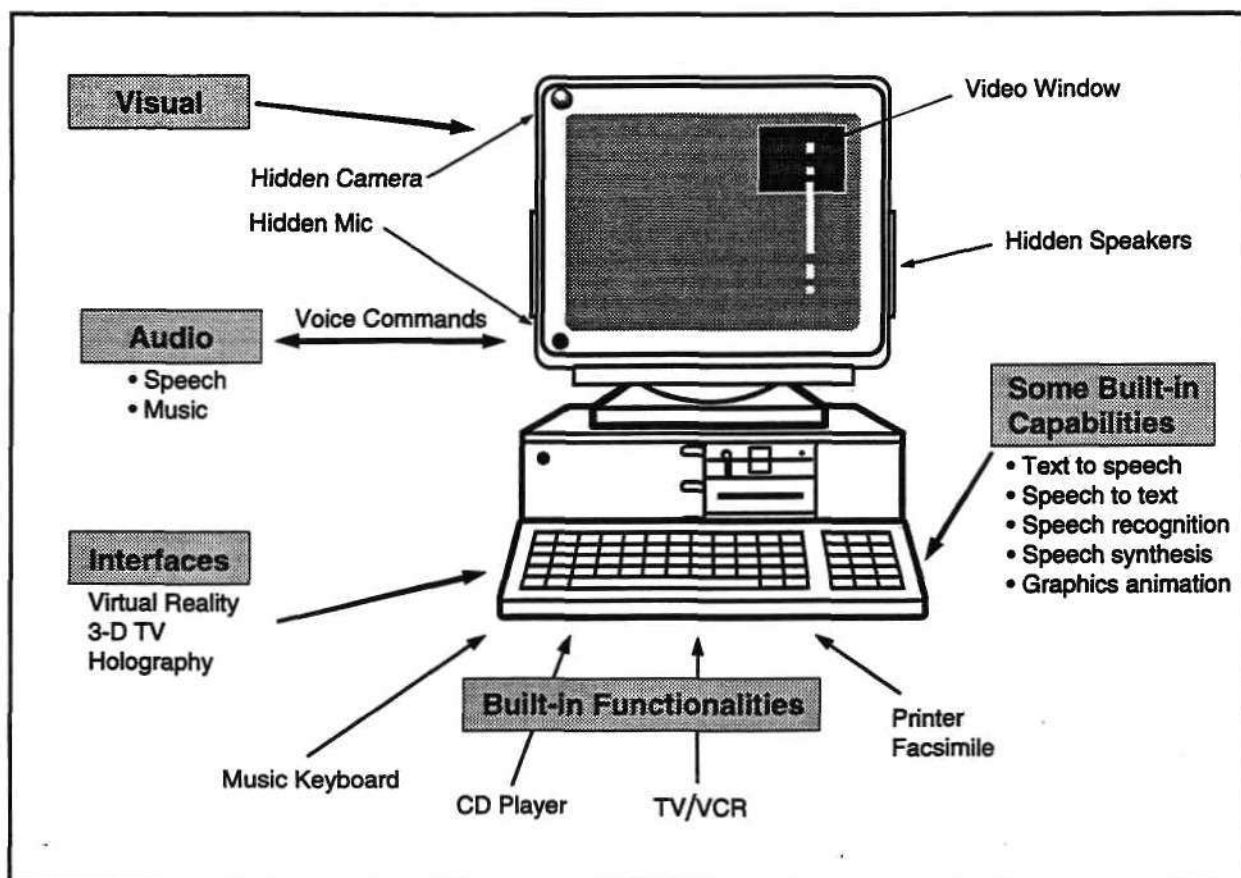 Visual
Video Window
Hidden Camera
Hidden Mic
Hidden Speakers
Voice Commands
Audio
• Speech
• Music
Some Built-in
Capabilities
• Text to speech
• Speech to text
• Speech recognition
• Speech synthesis
• Graphics animation
Interfaces
Virtual Reality
3-D TV
Holography
Built-in Functionalities
Printer
Facsimile
Music Keyboard
CD Player
TV/VCR